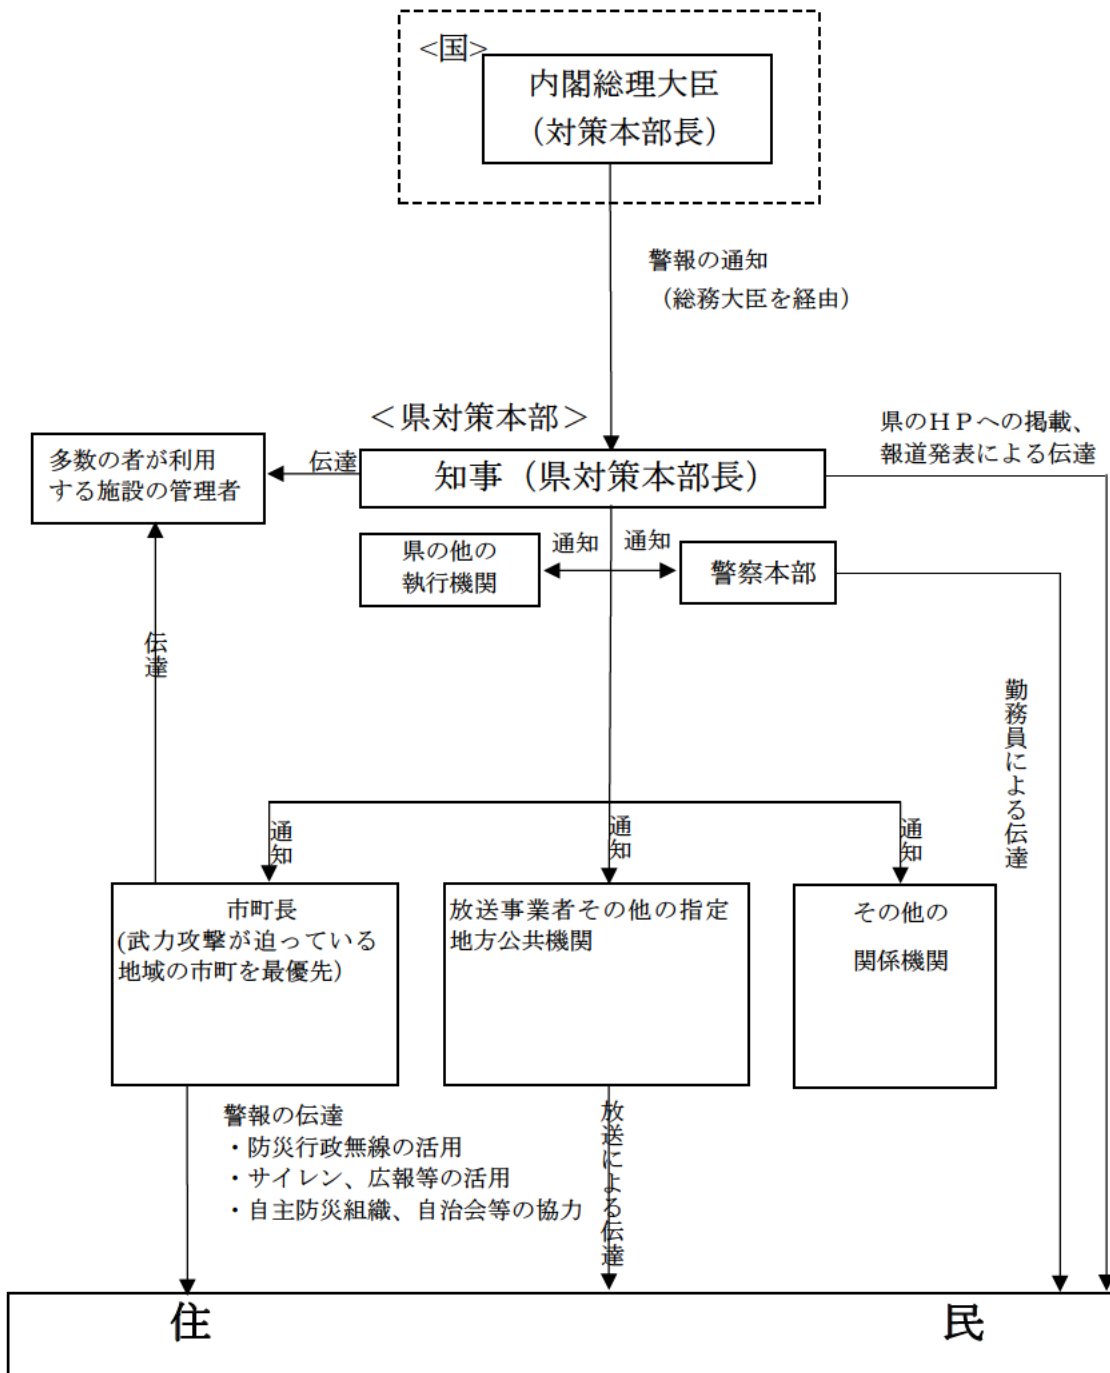 <国>
内閣総理大臣
（対策本部長）
警報の通知
（総務大臣を経由）
＜県対策本部＞
県のＨＰへの掲載、
報道発表による伝達
多数の者が利用
する施設の管理者
伝達
知事（県対策本部長）
県の他の
執行機関
通知
通知
警察本部
伝達
勤務員による伝達
通知
通知
通知
市町長
(武力攻撃が迫っている
地域の市町を最優先）
放送事業者その他の指定
地方公共機関
その他の
関係機関
警報の伝達
・防災行政無線の活用
・サイレン、広報等の活用
・自主防災組織、自治会等の協力
放送による伝達
住民